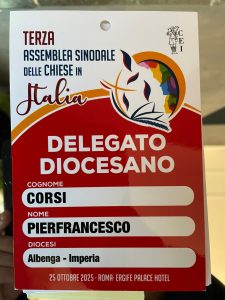 TERZA
ASSEMBLEA SINODALE
DELLE CHIESE IN
Italia
CEI
DELEGATO
DIOCESANO
COGNOME
CORSI
NOME
PIERFRANCESCO
DIOCESI
Albenga - Imperia
25 OTTOBRE 2025 - ROMA· ERGIFE PALACE HOTEL